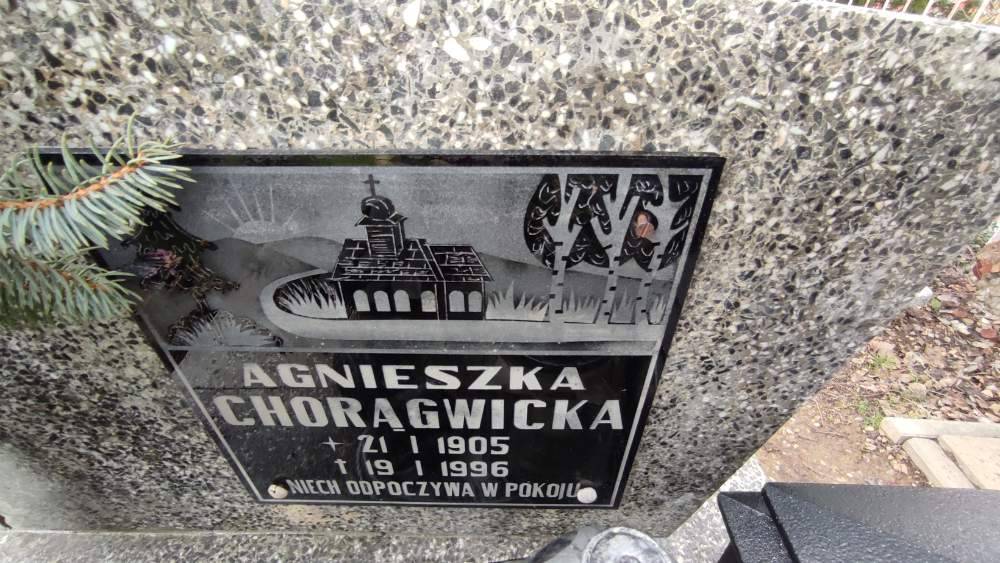 AGNIESZKA
CHORĄGWICKA
21 I 1905
† 19 I 1996
NIECH ODPOCZYWA W POKOJU